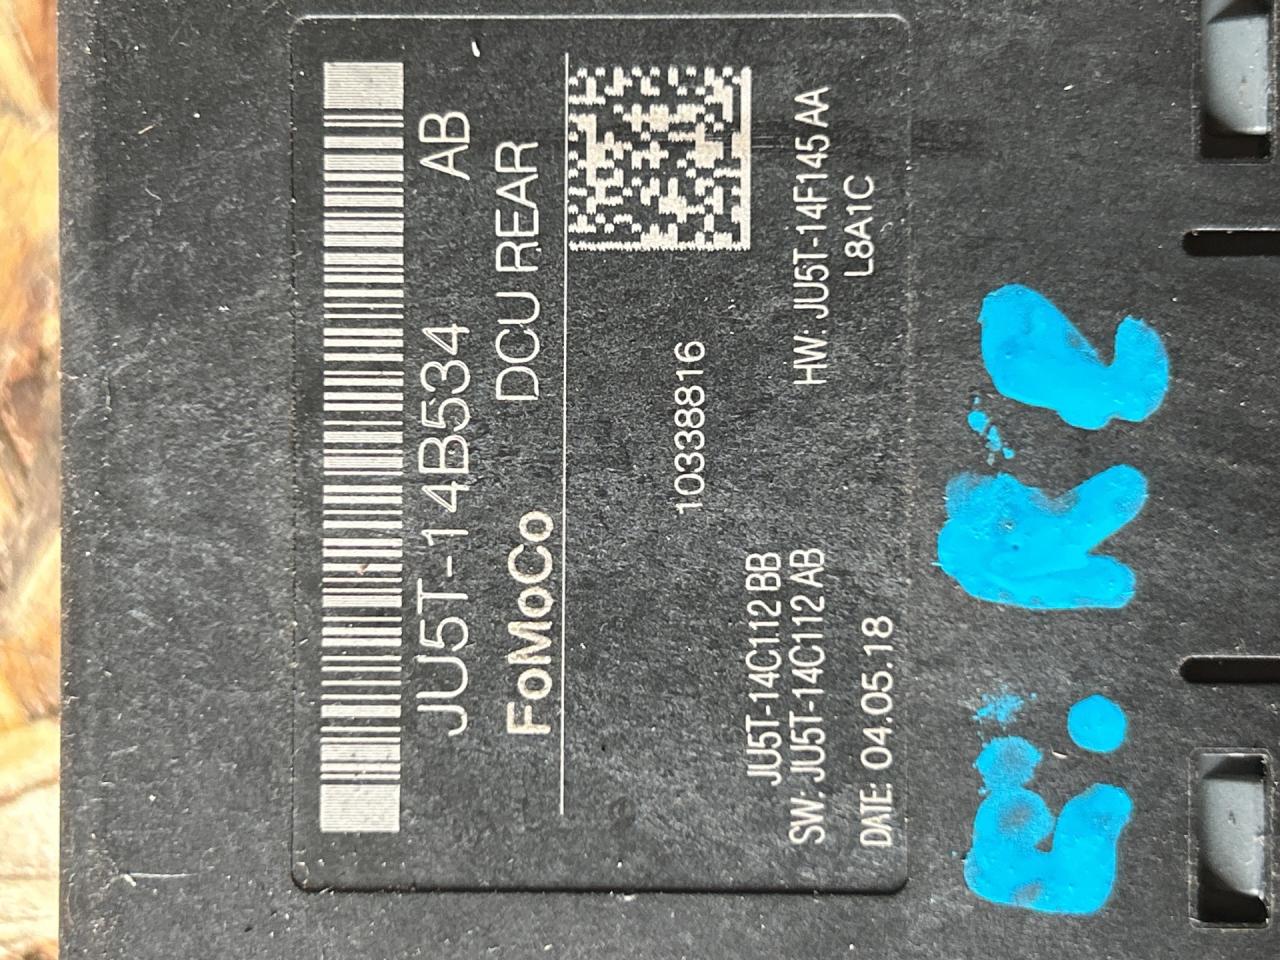 JU5T-14B534 AB
FoMoCo DCU REAR
10338816
JU5T-14C112 BB
SW: JU5T-14C112 AB
HW: JU5T-14F145 AA
DATE: 04.05.18
L8A1C